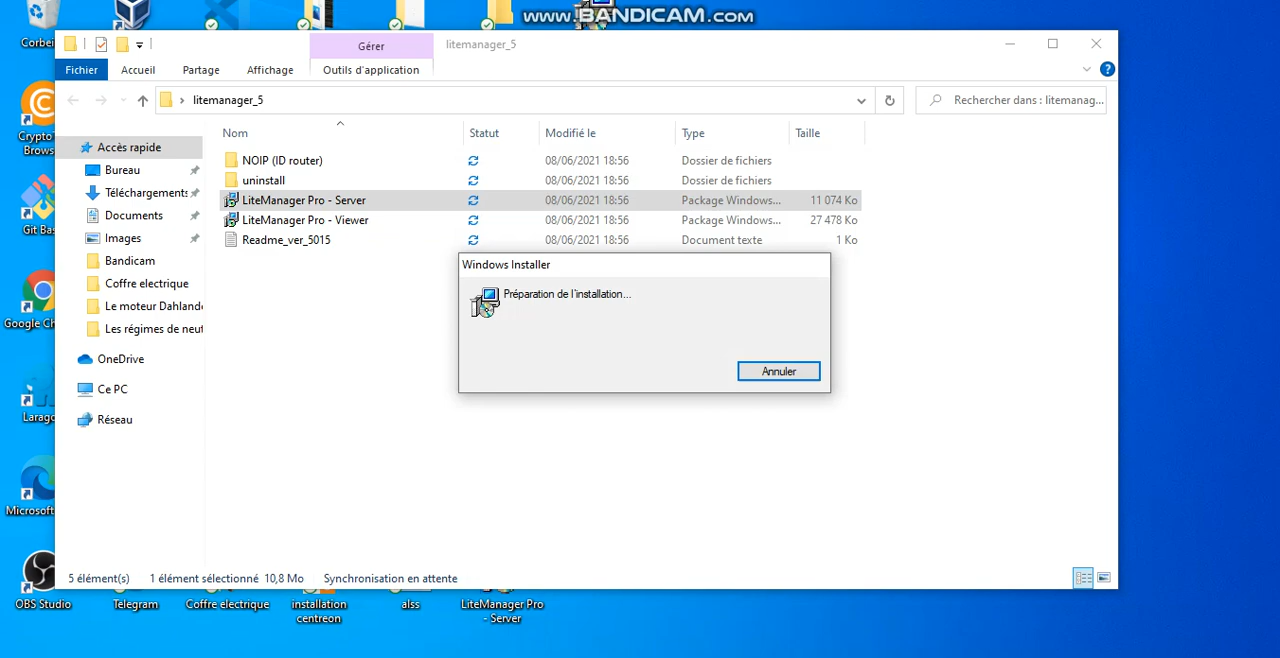 www.BANDICAM.com
Corbei
Gérer
litemanager_5
Fichier
Accueil
Partage
Affichage
Outils d'application
litemanager_5
Rechercher dans : litemanag...
Crypto
Brows
Nom
Statut
Modifié le
Type
Taille
Accès rapide
Bureau
Téléchargements
Documents
Images
Bandicam
Coffre electrique
Le moteur Dahland
Les régimes de neut
OneDrive
Ce PC
Réseau
NOIP (ID router) 08/06/2021 18:56 Dossier de fichiers
uninstall 08/06/2021 18:56 Dossier de fichiers
LiteManager Pro - Server 08/06/2021 18:56 Package Windows... 11 074 Ko
LiteManager Pro - Viewer 08/06/2021 18:56 Package Windows... 27 478 Ko
Readme_ver_5015 08/06/2021 18:56 Document texte 1 Ko
Windows Installer
Préparation de l'installation...
Annuler
Git Bas
Google Ch
Larago
Microsoft
5 élément(s) 1 élément sélectionné 10,8 Mo Synchronisation en attente
OBS Studio
Telegram
Coffre electrique
installation
centreon
alss
LiteManager Pro
- Server